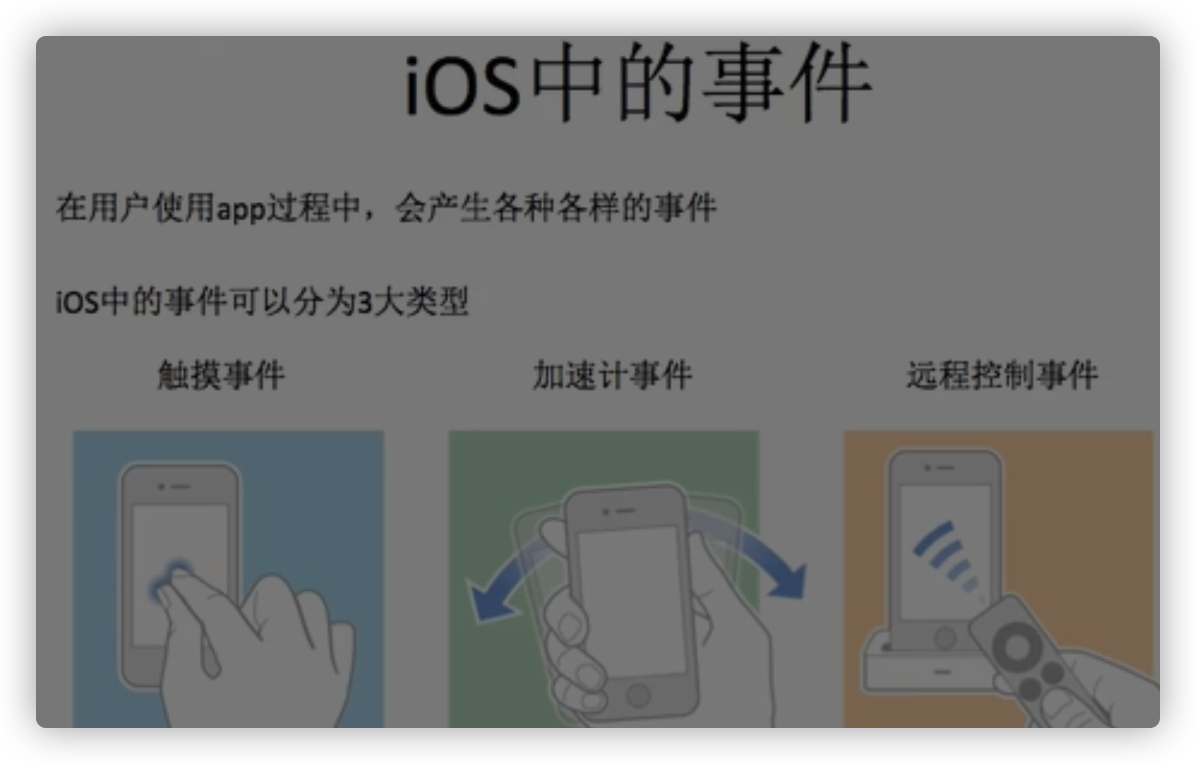 iOS中的事件
在用户使用app过程中，会产生各种各样的事件
iOS中的事件可以分为3大类型
触摸事件
加速计事件
远程控制事件